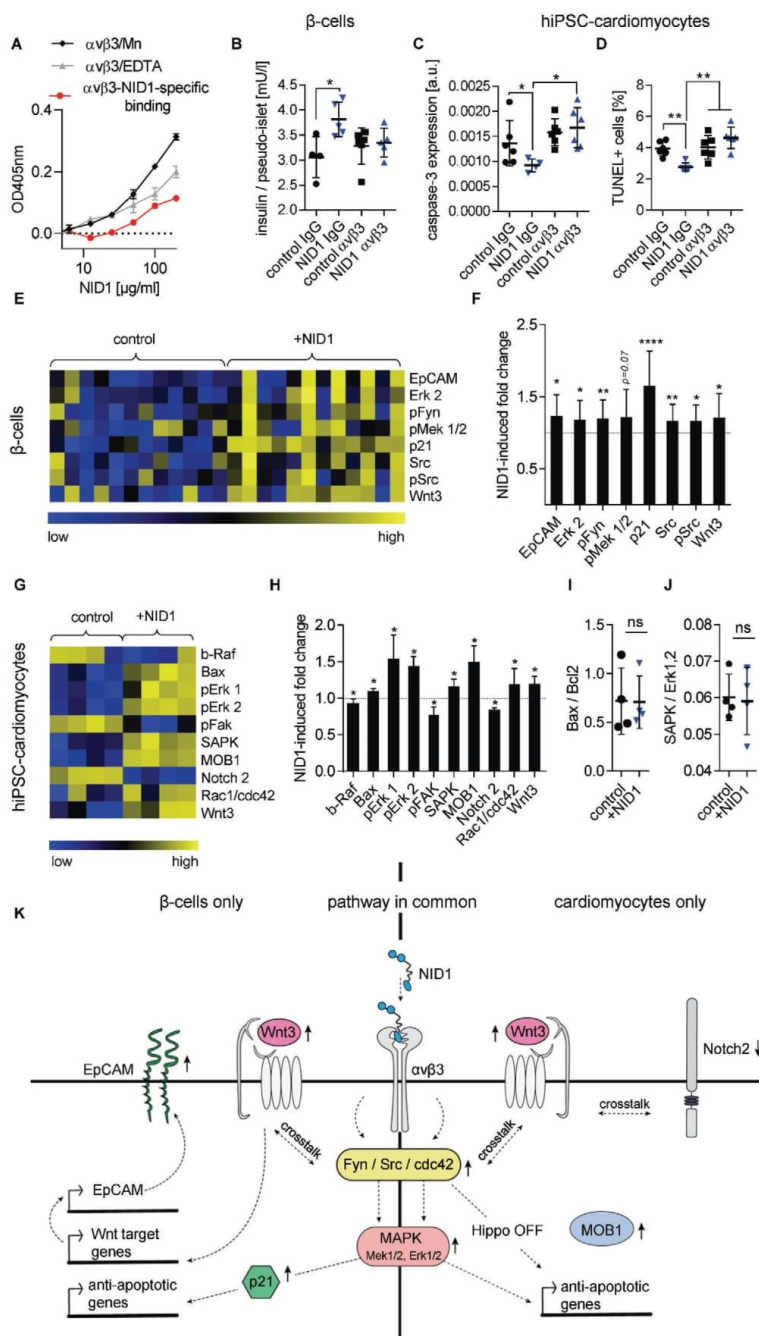 β-cells
hiPSC-cardiomyocytes
A
αvβ3/Mn
αvβ3/EDTA
αvβ3-NID1-specific
binding
OD405nm
0.4
0.2
0.0
10
100
NID1 [µg/ml]
B
insulin / pseudo-islet [mU/l]
4.5
4.0
3.5
3.0
2.5
2.0
*
control IgG
NID1 IgG
control αvβ3
NID1 αvβ3
C
caspase-3 expression [a.u.]
0.0025
0.0020
0.0015
0.0010
0.0005
0.0000
*
*
control IgG
NID1 IgG
control αvβ3
NID1 αvβ3
D
TUNEL+ cells [%]
8
6
4
2
0
**
**
control IgG
NID1 IgG
control αvβ3
NID1 αvβ3
E
β-cells
control
+NID1
EpCAM
Erk 2
pFyn
pMek 1/2
p21
Src
pSrc
Wnt3
low
high
F
NID1-induced fold change
2.5
1.5
0.5
*
*
**
p=0.07
****
**
*
*
EpCAM
Erk 2
pFyn
pMek 1/2
p21
Src
pSrc
Wnt3
G
hiPSC-cardiomyocytes
control
+NID1
b-Raf
Bax
pErk 1
pErk 2
pFak
SAPK
MOB1
Notch 2
Rac1/cdc42
Wnt3
low
high
H
NID1-induced fold change
2.0
1.5
1.0
0.5
0.0
*
*
*
*
*
*
*
*
*
*
b-Raf
Bax
pErk 1
pErk 2
pFAK
SAPK
MOB1
Notch 2
Rac1/cdc42
Wnt3
I
Bax / Bcl2
1.5
1.0
0.5
0.0
ns
control
+NID1
J
SAPK / Erk1,2
0.08
0.07
0.06
0.05
0.04
ns
control
+NID1
K
β-cells only
pathway in common
cardiomyocytes only
NID1
Wnt3
Wnt3
EpCAM
αvβ3
Notch2
crosstalk
crosstalk
crosstalk
Fyn / Src / cdc42
EpCAM
Wnt target
genes
MAPK
Mek1/2, Erk1/2
Hippo OFF
MOB1
p21
anti-apoptotic
genes
anti-apoptotic
genes